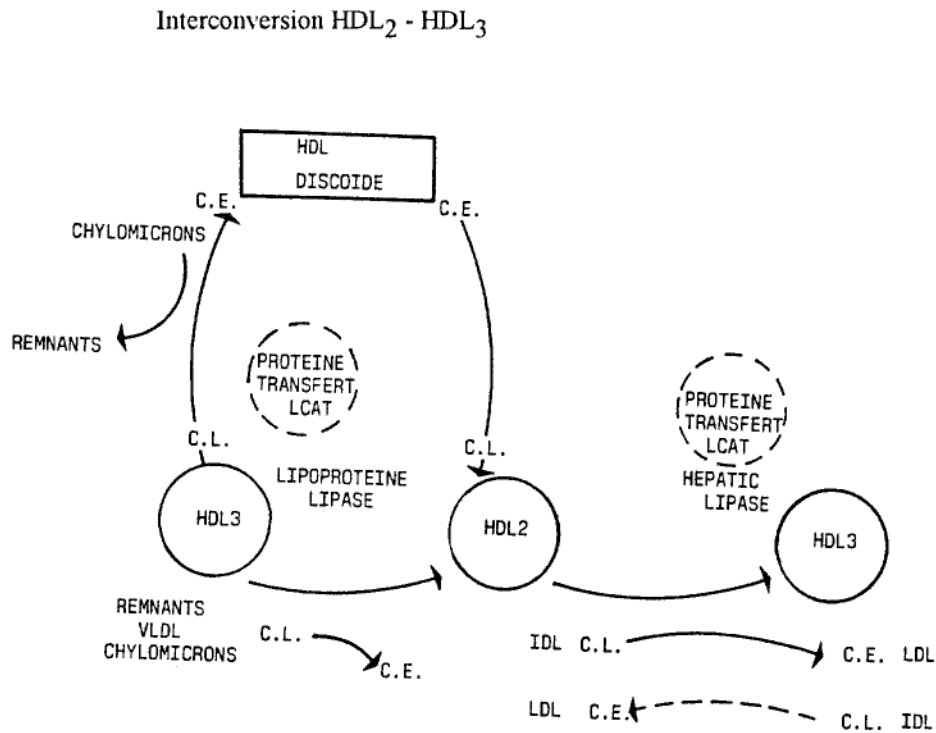 Interconversion HDL2 - HDL3
HDL
DISCOIDE
C.E.
C.E.
CHYLOMICRONS
REMNANTS
PROTEINE
TRANSFERT
LCAT
C.L.
LIPOPROTEINE
LIPASE
C.L.
PROTEINE
TRANSFERT
LCAT
HEPATIC
LIPASE
HDL3
HDL2
HDL3
REMNANTS
VLDL
CHYLOMICRONS
C.L.
C.E.
IDL C.L.
C.E. LDL
LDL C.E.
C.L. IDL